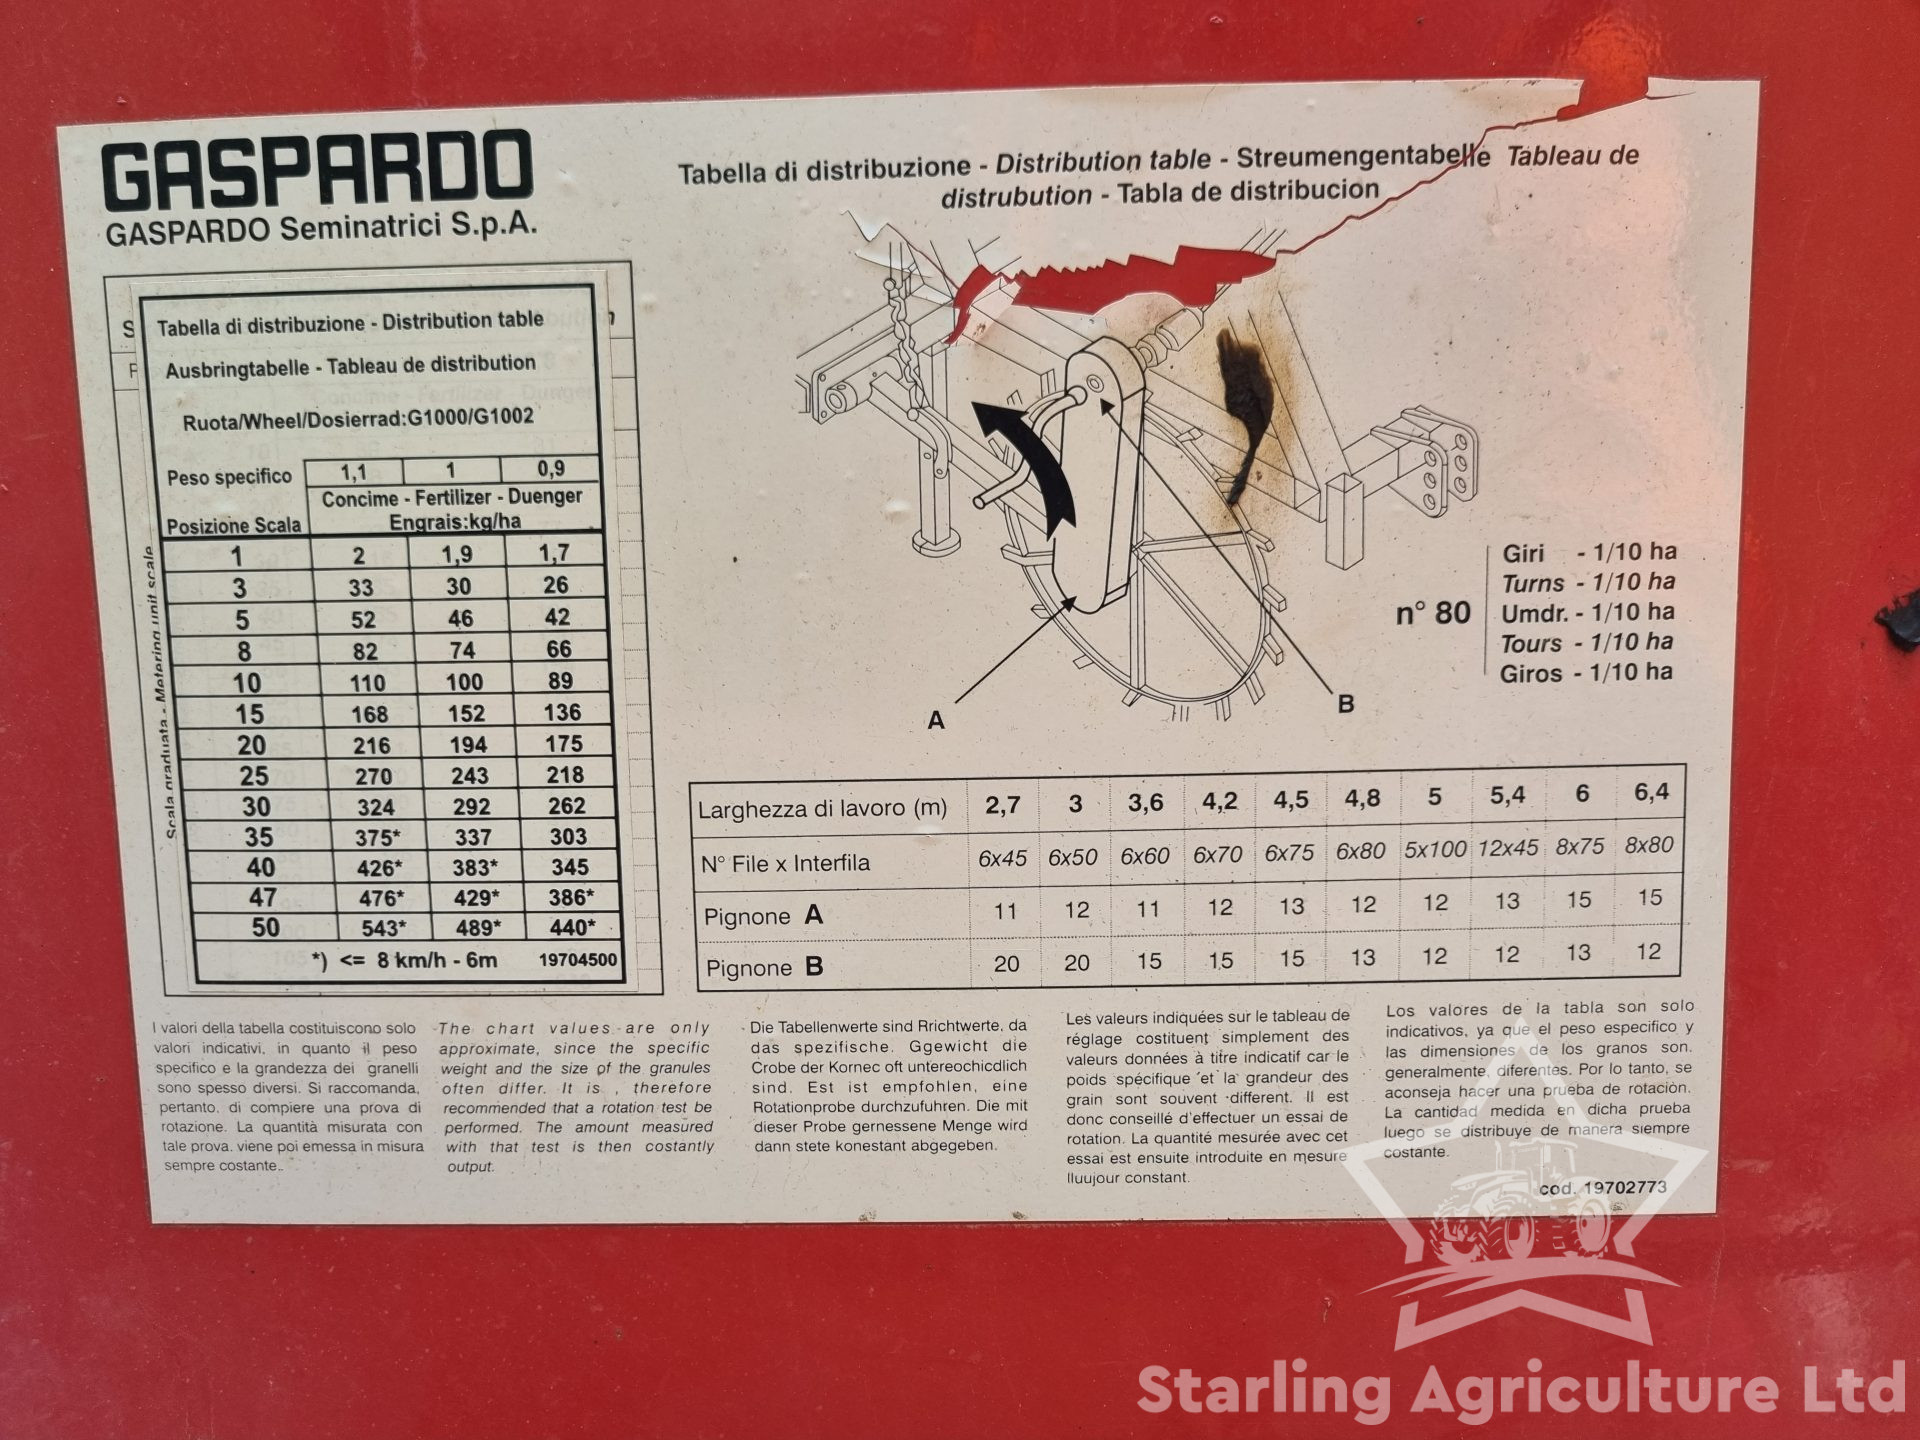 GASPARDO
GASPARDO Seminatrici S.p.A.
Tabella di distribuzione - Distribution table - Streumengentabelle Tableau de
distrubution - Tabla de distribucion
Tabella di distribuzione - Distribution table
Ausbringtabelle - Tableau de distribution
Ruota/Wheel/Dosierrad:G1000/G1002
Peso specifico 1,1 1 0,9
Concime - Fertilizer - Duenger
Engrais:kg/ha
Posizione Scala
1 2 1,9 1,7
3 33 30 26
5 52 46 42
8 82 74 66
10 110 100 89
15 168 152 136
20 216 194 175
25 270 243 218
30 324 292 262
35 375* 337 303
40 426* 383* 345
47 476* 429* 386*
50 543* 489* 440*
*) <= 8 km/h - 6m 19704500
Scala graduata - Metering unit scale
A
B
n° 80
Giri - 1/10 ha
Turns - 1/10 ha
Umdr. - 1/10 ha
Tours - 1/10 ha
Giros - 1/10 ha
Larghezza di lavoro (m) 2,7 3 3,6 4,2 4,5 4,8 5 5,4 6 6,4
N° File x Interfila 6x45 6x50 6x60 6x70 6x75 6x80 5x100 12x45 8x75 8x80
Pignone A 11 12 11 12 13 12 12 13 15 15
Pignone B 20 20 15 15 15 13 12 12 13 12
I valori della tabella costituiscono solo
valori indicativi, in quanto il peso
specifico e la grandezza dei granelli
sono spesso diversi. Si raccomanda,
pertanto, di compiere una prova di
rotazione. La quantità misurata con
tale prova. viene poi emessa in misura
sempre costante..
The chart values are only
approximate, since the specific
weight and the size of the granules
often differ. It is , therefore
recommended that a rotation test be
performed. The amount measured
with that test is then costantly
output.
Die Tabellenwerte sind Rrichtwerte, da
das spezifische. Ggewicht die
Crobe der Kornec oft untereochicdlich
sind. Est ist empfohlen, eine
Rotationprobe durchzufuhren. Die mit
dieser Probe gernessene Menge wird
dann stete konestant abgegeben.
Les valeurs indiquées sur le tableau de
réglage costituent simplement des
valeurs données à titre indicatif car le
poids spécifique et la grandeur des
grain sont souvent different. Il est
donc conseillé d'effectuer un essai de
rotation. La quantité mesurée avec cet
essai est ensuite introduite en mesure
lluujour constant.
Los valores de la tabla son solo
indicativos, ya que el peso especifico y
las dimensiones de los granos son.
generalmente, diferentes. Por lo tanto, se
aconseja hacer una prueba de rotaciòn.
La cantidad medida en dicha prueba
luego se distribuye de manera siempre
costante.
cod. 19702773
Starling Agriculture Ltd